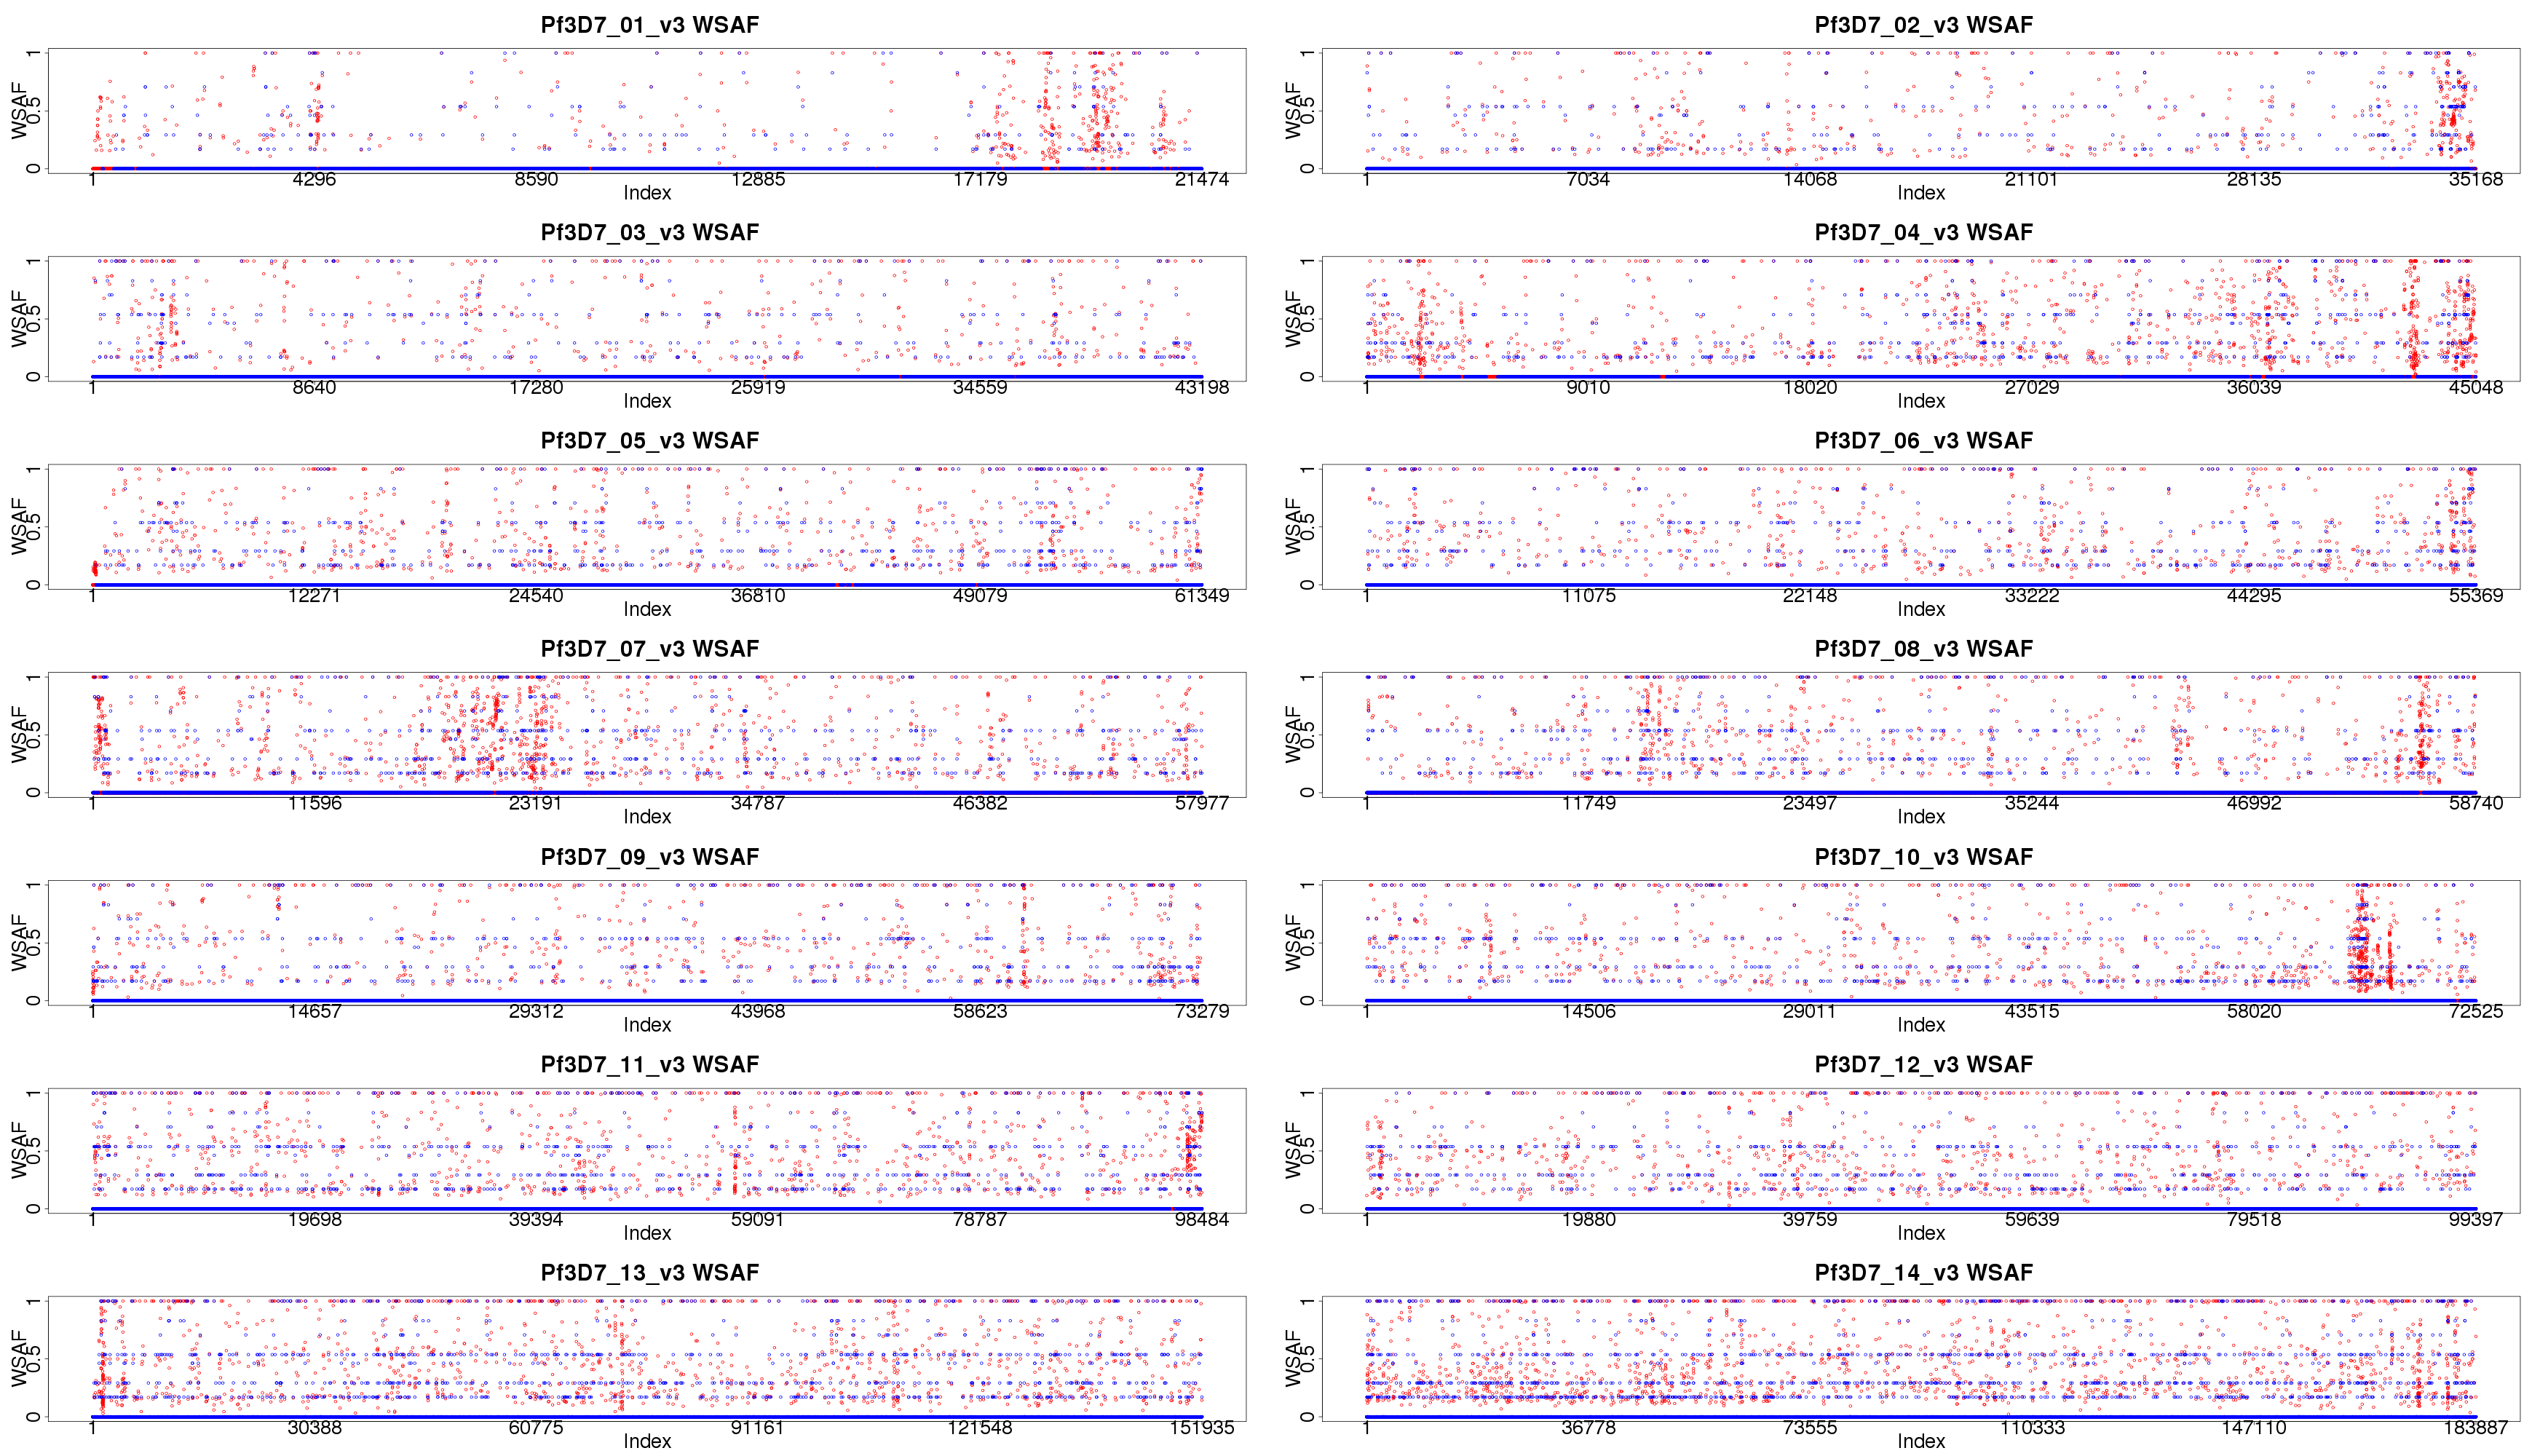 Pf3D7_01_v3 WSAF
WSAF
0 0.5 1
1 4296 8590 12885 17179 21474
Index
Pf3D7_02_v3 WSAF
WSAF
0 0.5 1
1 7034 14068 21101 28135 35168
Index
Pf3D7_03_v3 WSAF
WSAF
0 0.5 1
1 8640 17280 25919 34559 43198
Index
Pf3D7_04_v3 WSAF
WSAF
0 0.5 1
1 9010 18020 27029 36039 45048
Index
Pf3D7_05_v3 WSAF
WSAF
0 0.5 1
1 12271 24540 36810 49079 61349
Index
Pf3D7_06_v3 WSAF
WSAF
0 0.5 1
1 11075 22148 33222 44295 55369
Index
Pf3D7_07_v3 WSAF
WSAF
0 0.5 1
1 11596 23191 34787 46382 57977
Index
Pf3D7_08_v3 WSAF
WSAF
0 0.5 1
1 11749 23497 35244 46992 58740
Index
Pf3D7_09_v3 WSAF
WSAF
0 0.5 1
1 14657 29312 43968 58623 73279
Index
Pf3D7_10_v3 WSAF
WSAF
0 0.5 1
1 14506 29011 43515 58020 72525
Index
Pf3D7_11_v3 WSAF
WSAF
0 0.5 1
1 19698 39394 59091 78787 98484
Index
Pf3D7_12_v3 WSAF
WSAF
0 0.5 1
1 19880 39759 59639 79518 99397
Index
Pf3D7_13_v3 WSAF
WSAF
0 0.5 1
1 30388 60775 91161 121548 151935
Index
Pf3D7_14_v3 WSAF
WSAF
0 0.5 1
1 36778 73555 110333 147110 183887
Index